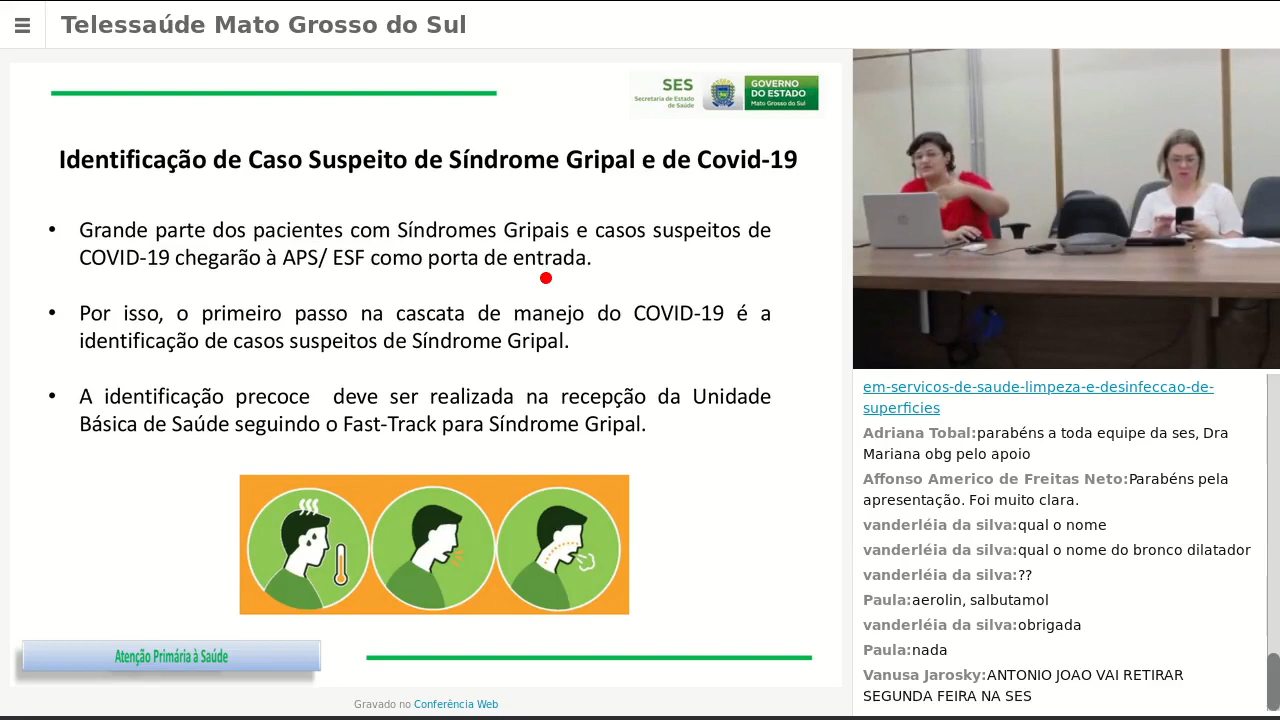 Telessaúde Mato Grosso do Sul
SES
Secretaria de Estado
de Saúde
GOVERNO
DO ESTADO
Mato Grosso do Sul
Identificação de Caso Suspeito de Síndrome Gripal e de Covid-19
• Grande parte dos pacientes com Síndromes Gripais e casos suspeitos de
COVID-19 chegarão à APS/ ESF como porta de entrada.
• Por isso, o primeiro passo na cascata de manejo do COVID-19 é a
identificação de casos suspeitos de Síndrome Gripal.
• A identificação precoce deve ser realizada na recepção da Unidade
Básica de Saúde seguindo o Fast-Track para Síndrome Gripal.
Atenção Primária à Saúde
Gravado no Conferência Web
em-servicos-de-saude-limpeza-e-desinfeccao-de-
superficies
Adriana Tobal:parabéns a toda equipe da ses, Dra
Mariana obg pelo apoio
Affonso Americo de Freitas Neto:Parabéns pela
apresentação. Foi muito clara.
vanderléia da silva:qual o nome
vanderléia da silva:qual o nome do bronco dilatador
vanderléia da silva:??
Paula:aerolin, salbutamol
vanderléia da silva:obrigada
Paula:nada
Vanusa Jarosky:ANTONIO JOAO VAI RETIRAR
SEGUNDA FEIRA NA SES